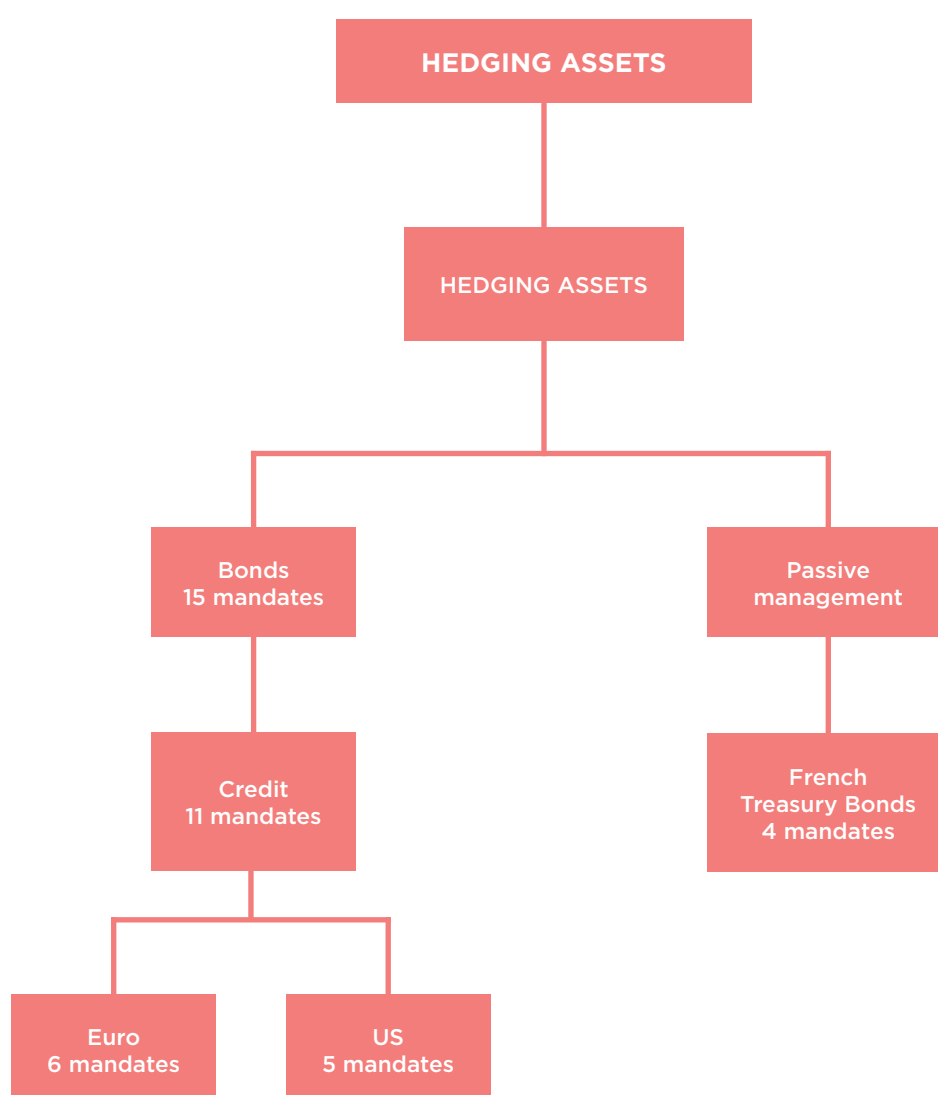 HEDGING ASSETS
HEDGING ASSETS
Bonds
15 mandates
Passive
management
Credit
11 mandates
French
Treasury Bonds
4 mandates
Euro
6 mandates
US
5 mandates